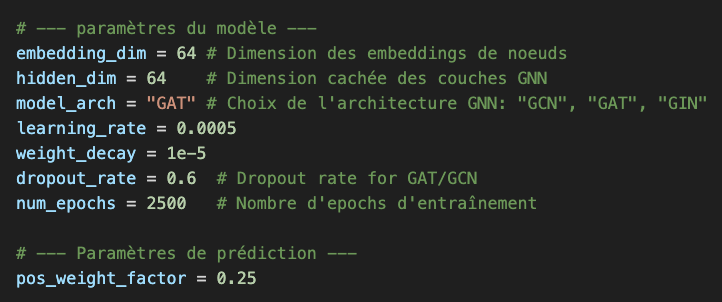 # --- paramètres du modèle ---
embedding_dim = 64 # Dimension des embeddings de noeuds
hidden_dim = 64    # Dimension cachée des couches GNN
model_arch = "GAT" # Choix de l'architecture GNN: "GCN", "GAT", "GIN"
learning_rate = 0.0005
weight_decay = 1e-5
dropout_rate = 0.6  # Dropout rate for GAT/GCN
num_epochs = 2500   # Nombre d'epochs d'entraînement
# --- Paramètres de prédiction ---
pos_weight_factor = 0.25